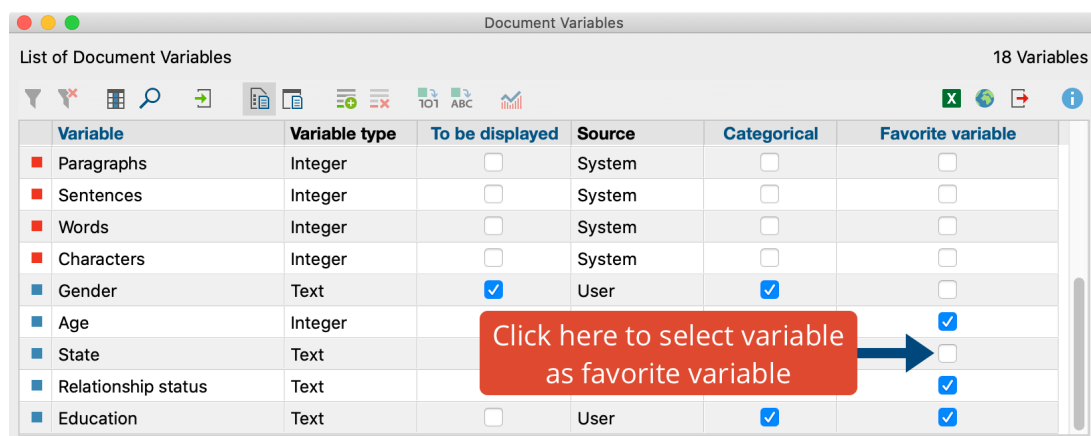 Document Variables
List of Document Variables 18 Variables
101 ABC X i
Variable Variable type To be displayed Source Categorical Favorite variable
Paragraphs Integer System
Sentences Integer System
Words Integer System
Characters Integer System
Gender Text User
Age Integer
State Text
Relationship status Text
Education Text User
Click here to select variable
as favorite variable